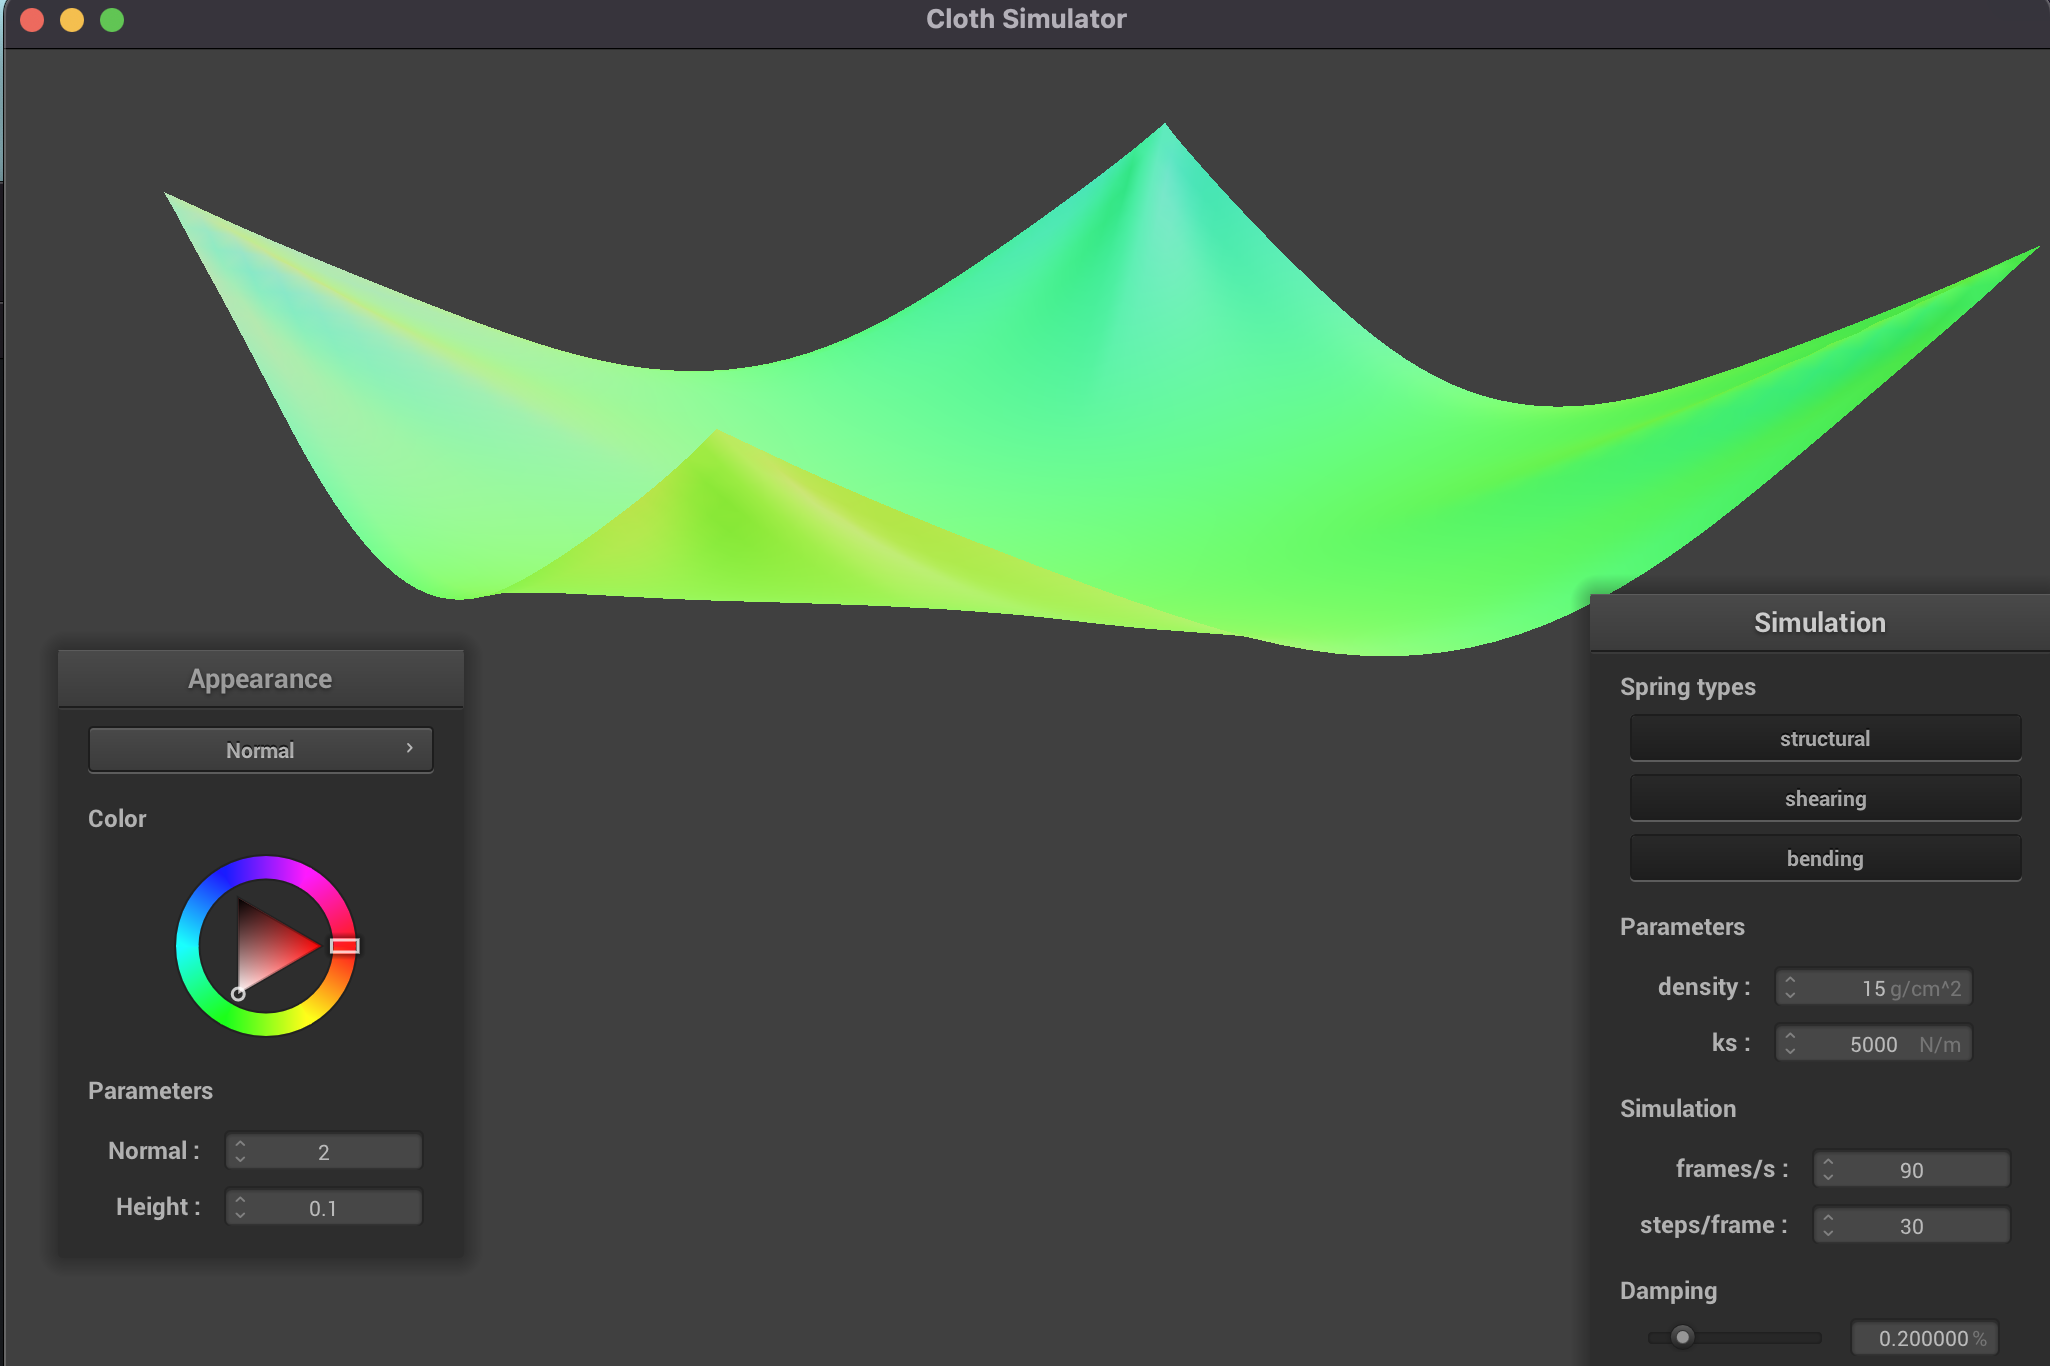 Cloth Simulator
Appearance
Normal
Color
Parameters
Normal :
2
Height :
0.1
Simulation
Spring types
structural
shearing
bending
Parameters
density :
15 g/cm^2
ks :
5000 N/m
Simulation
frames/s :
90
steps/frame :
30
Damping
0.200000 %